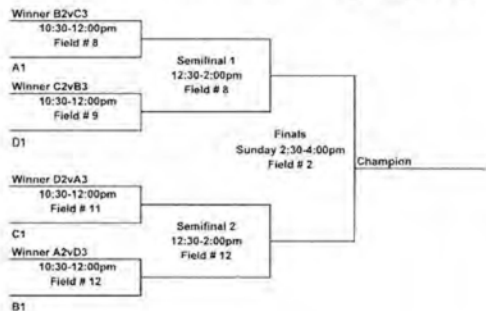 Winner B2vC3
10:30-12:00pm
Field # 8
A1
Winner C2vB3
10:30-12:00pm
Field # 9
D1
Semifinal 1
12:30-2:00pm
Field # 8
Finals
Sunday 2:30-4:00pm
Field # 2
Champion
Winner D2vA3
10:30-12:00pm
Field # 11
C1
Winner A2vD3
10:30-12:00pm
Field # 12
B1
Semifinal 2
12:30-2:00pm
Field # 12